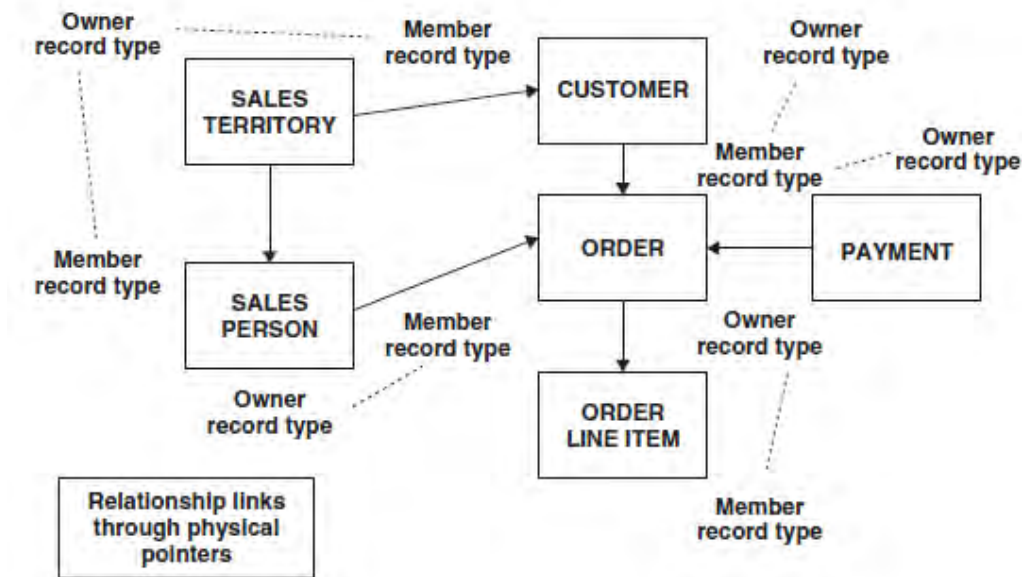 Owner
record type
Member
record type
Owner
record type
SALES
TERRITORY
CUSTOMER
Member
record type
Owner
record type
Member
record type
SALES
PERSON
ORDER
PAYMENT
Member
record type
Owner
record type
Owner
record type
ORDER
LINE ITEM
Member
record type
Relationship links
through physical
pointers